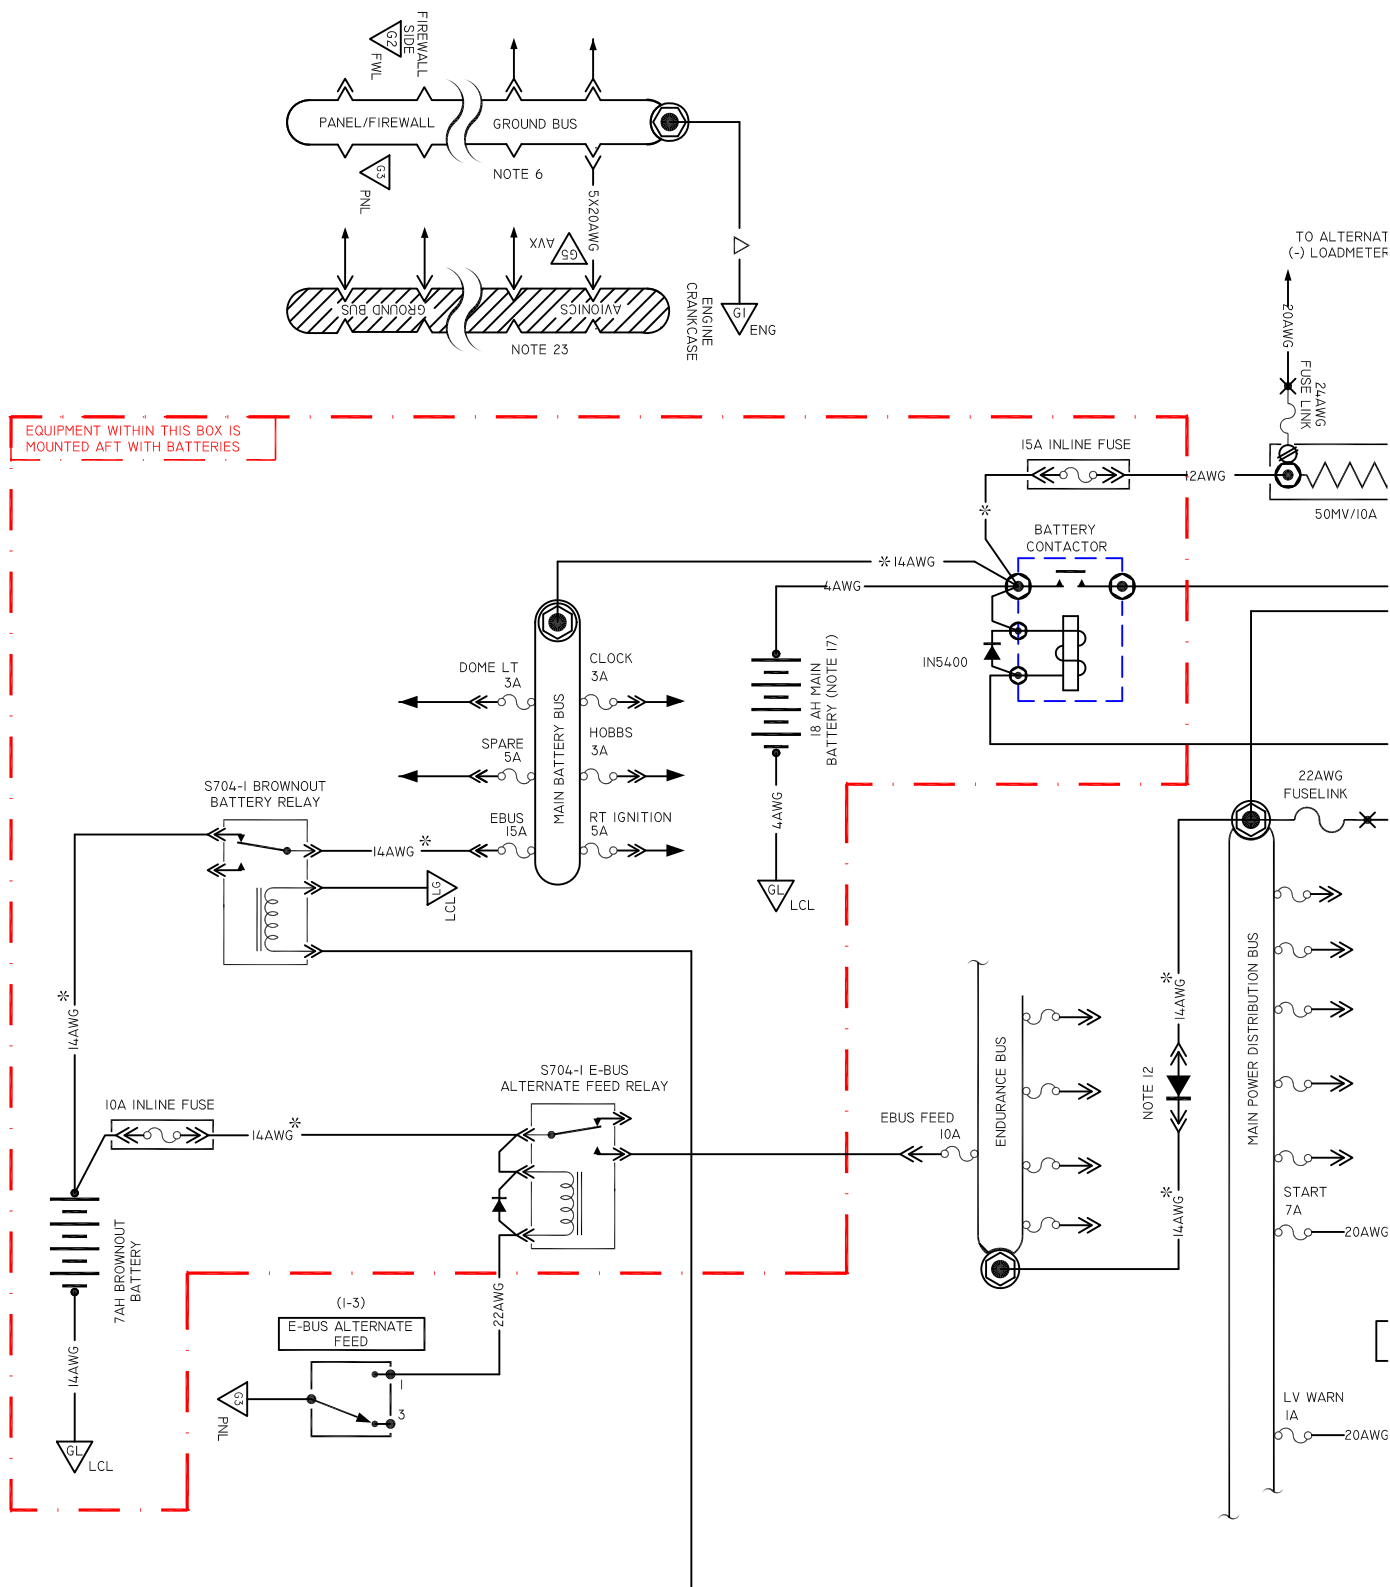 FIREWALL
SIDE
G2
FWL
PANEL/FIREWALL
GROUND BUS
G3
PNL
NOTE 6
5X20AWG
AVX
G5
GROUND BUS
AVIONICS
NOTE 23
ENGINE
CRANKCASE
G1
ENG
TO ALTERNAT
(-) LOADMETER
20AWG
24AWG
FUSE LINK
EQUIPMENT WITHIN THIS BOX IS
MOUNTED AFT WITH BATTERIES
15A INLINE FUSE
12AWG
50MV/10A
*
BATTERY
CONTACTOR
*14AWG
4AWG
1N5400
18 AH MAIN
BATTERY (NOTE 17)
4AWG
GL
LCL
DOME LT
3A
CLOCK
3A
SPARE
5A
HOBBS
3A
EBUS
15A
RT IGNITION
5A
MAIN BATTERY BUS
S704-1 BROWNOUT
BATTERY RELAY
14AWG *
LG
LCL
22AWG
FUSELINK
MAIN POWER DISTRIBUTION BUS
14AWG *
NOTE 12
14AWG *
ENDURANCE BUS
EBUS FEED
10A
S704-1 E-BUS
ALTERNATE FEED RELAY
14AWG *
10A INLINE FUSE
14AWG *
7AH BROWNOUT
BATTERY
14AWG
GL
LCL
22AWG
(1-3)
E-BUS ALTERNATE
FEED
1
3
G3
PNL
START
7A
20AWG
LV WARN
1A
20AWG